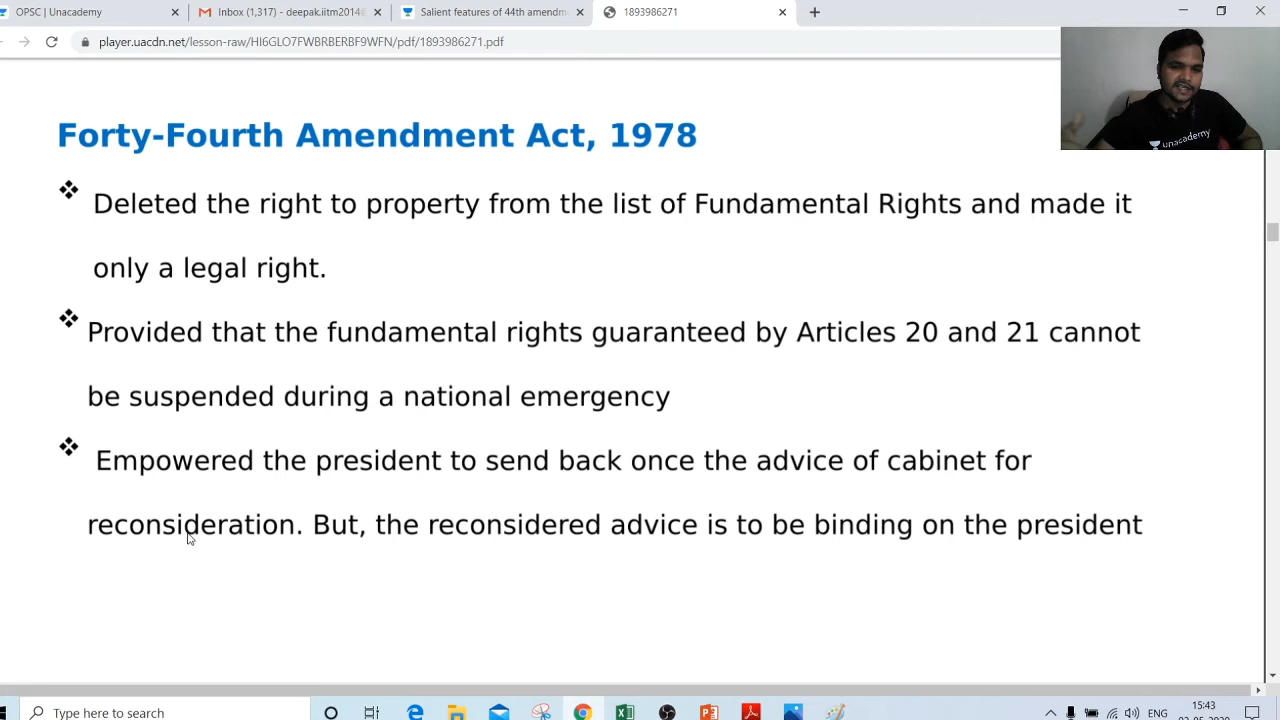 OPSC | Unacademy
Inbox (1,317) - deepak.iitm2014@
Salient features of 44th amendm
1893986271
player.uacdn.net/lesson-raw/HI6GLO7FWBRBERBF9WFN/pdf/1893986271.pdf
unacademy
Forty-Fourth Amendment Act, 1978
❖ Deleted the right to property from the list of Fundamental Rights and made it
only a legal right.
❖ Provided that the fundamental rights guaranteed by Articles 20 and 21 cannot
be suspended during a national emergency
❖ Empowered the president to send back once the advice of cabinet for
reconsideration. But, the reconsidered advice is to be binding on the president
Type here to search
ENG
15:43